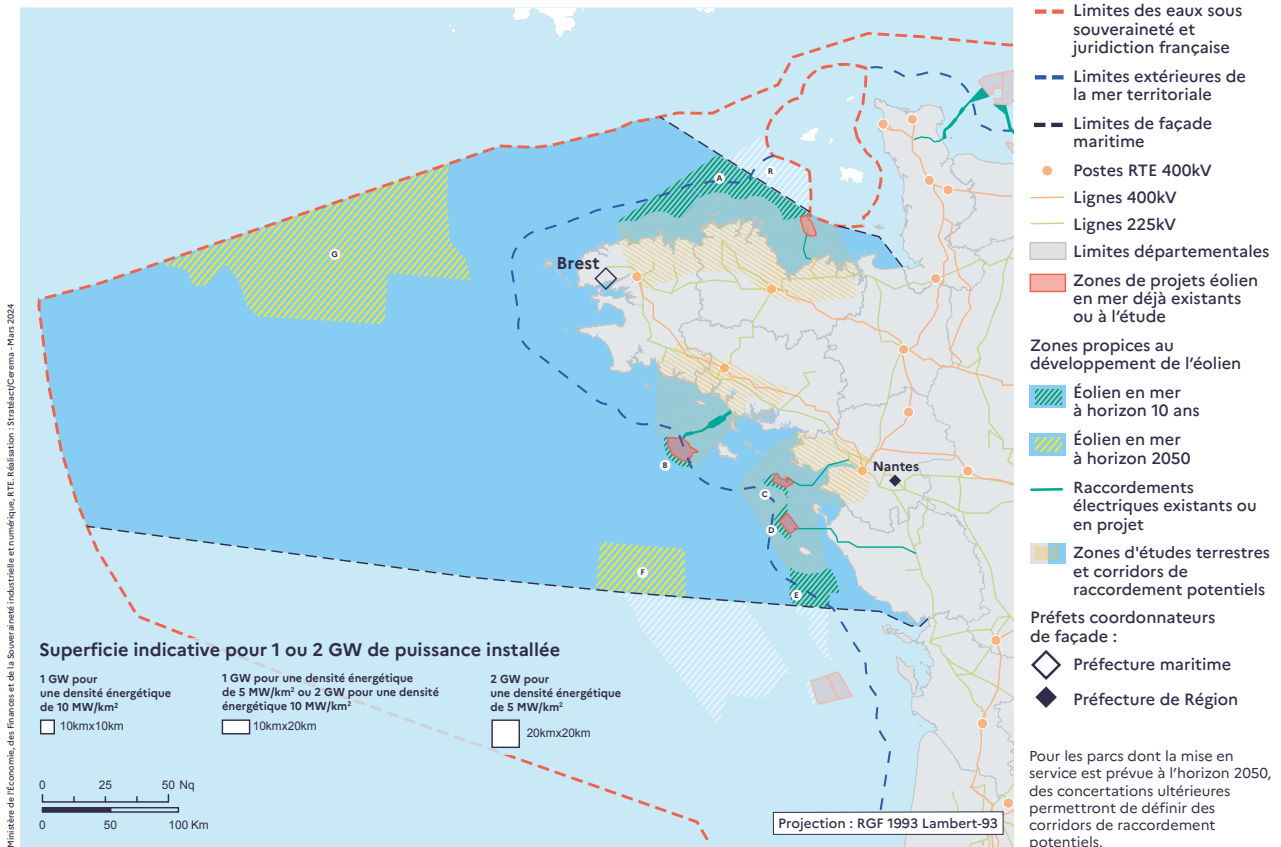 Limites des eaux sous
souveraineté et
juridiction française
Limites extérieures de
la mer territoriale
Limites de façade
maritime
Postes RTE 400kV
Lignes 400kV
Lignes 225kV
Limites départementales
Zones de projets éolien
en mer déjà existants
ou à l'étude
Zones propices au
développement de l'éolien
Éolien en mer
à horizon 10 ans
Éolien en mer
à horizon 2050
Raccordements
électriques existants ou
en projet
Zones d'études terrestres
et corridors de
raccordement potentiels
Préfets coordonnateurs
de façade :
Préfecture maritime
Préfecture de Région
Pour les parcs dont la mise en
service est prévue à l'horizon 2050,
des concertations ultérieures
permettront de définir des
corridors de raccordement
potentiels.
A
R
G
Brest
B
Nantes
C
D
F
E
Superficie indicative pour 1 ou 2 GW de puissance installée
1 GW pour
une densité énergétique
de 10 MW/km²
10kmx10km
1 GW pour une densité énergétique
de 5 MW/km² ou 2 GW pour une densité
énergétique 10 MW/km²
10kmx20km
2 GW pour
une densité énergétique
de 5 MW/km²
20kmx20km
0 25 50 Nq
0 50 100 Km
Projection : RGF 1993 Lambert-93
Ministère de l'Économie, des Finances et de la Souveraineté industrielle et numérique, RTE. Réalisation : Stratéact/Cerema - Mars 2024